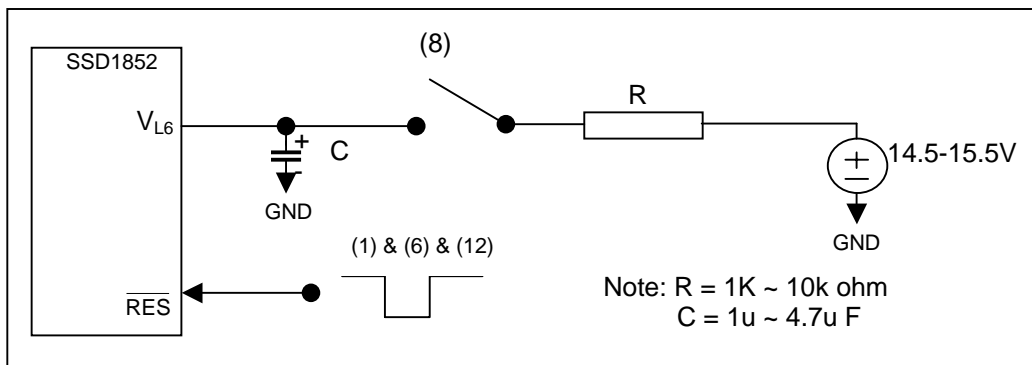 SSD1852
(8)
R
VL6
+
C
-
GND
+
-
14.5-15.5V
GND
(1) & (6) & (12)
RES
Note: R = 1K ~ 10k ohm
C = 1u ~ 4.7u F